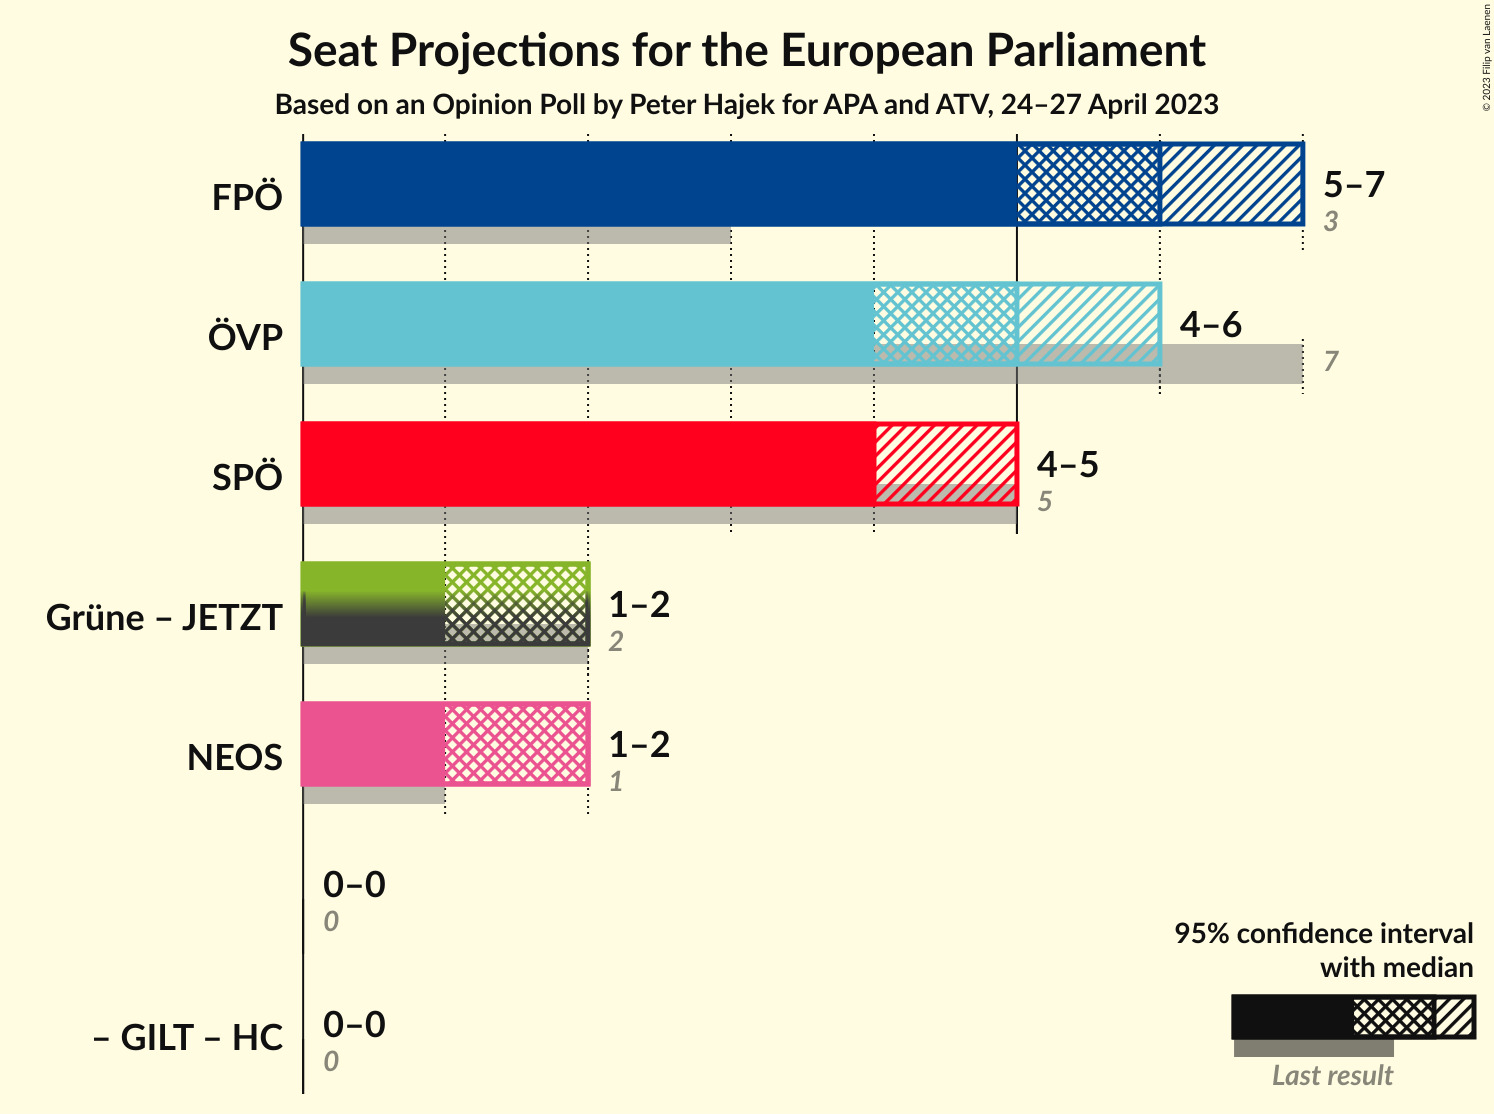 Seat Projections for the European Parliament
Based on an Opinion Poll by Peter Hajek for APA and ATV, 24–27 April 2023
© 2023 Filip van Laenen
FPÖ
5–7
3
ÖVP
4–6
7
SPÖ
4–5
5
Grüne – JETZT
1–2
2
NEOS
1–2
1
0–0
0
– GILT – HC
0–0
0
95% confidence interval
with median
Last result